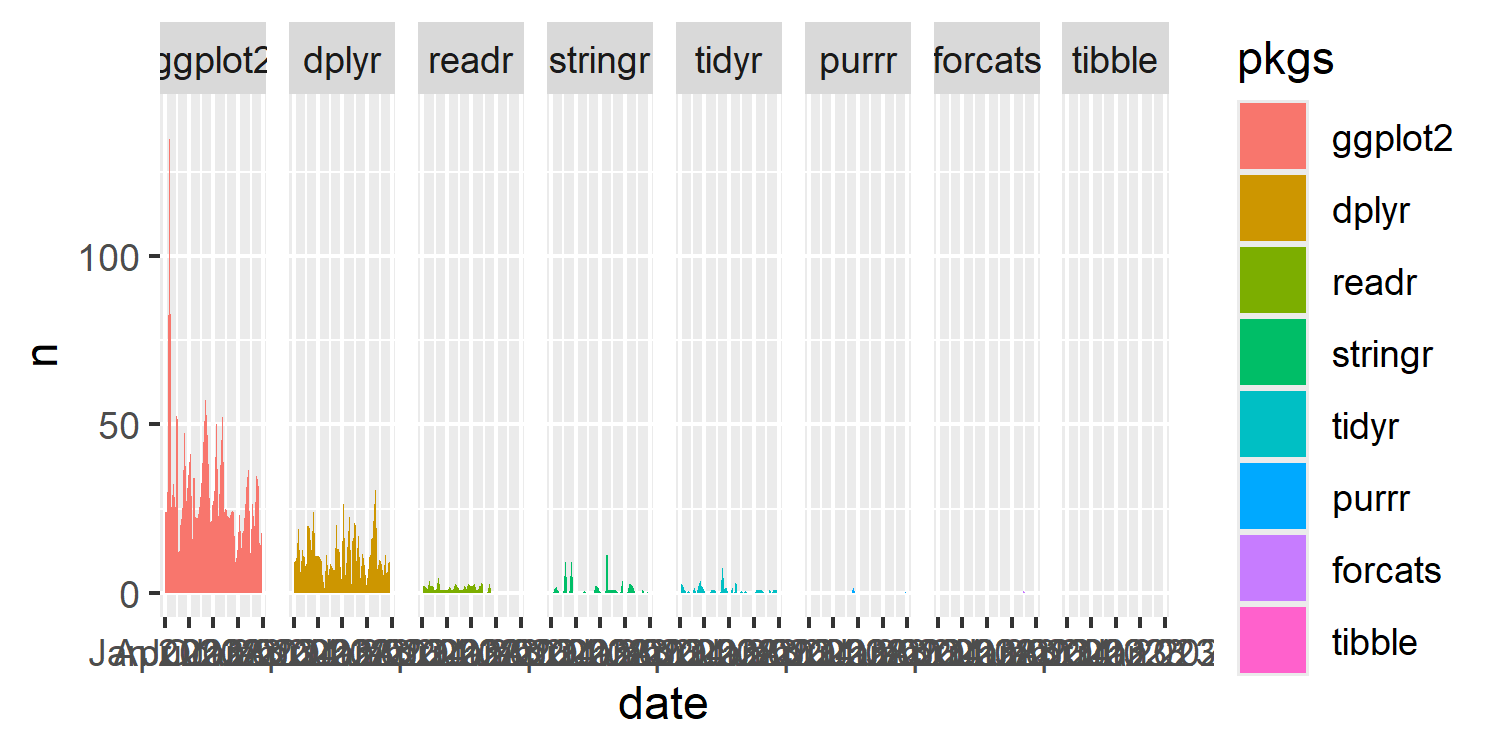 ggplot2 dplyr readr stringr tidyr purrr forcats tibble
pkgs
ggplot2
dplyr
readr
stringr
tidyr
purrr
forcats
tibble
100
50
0
n
date